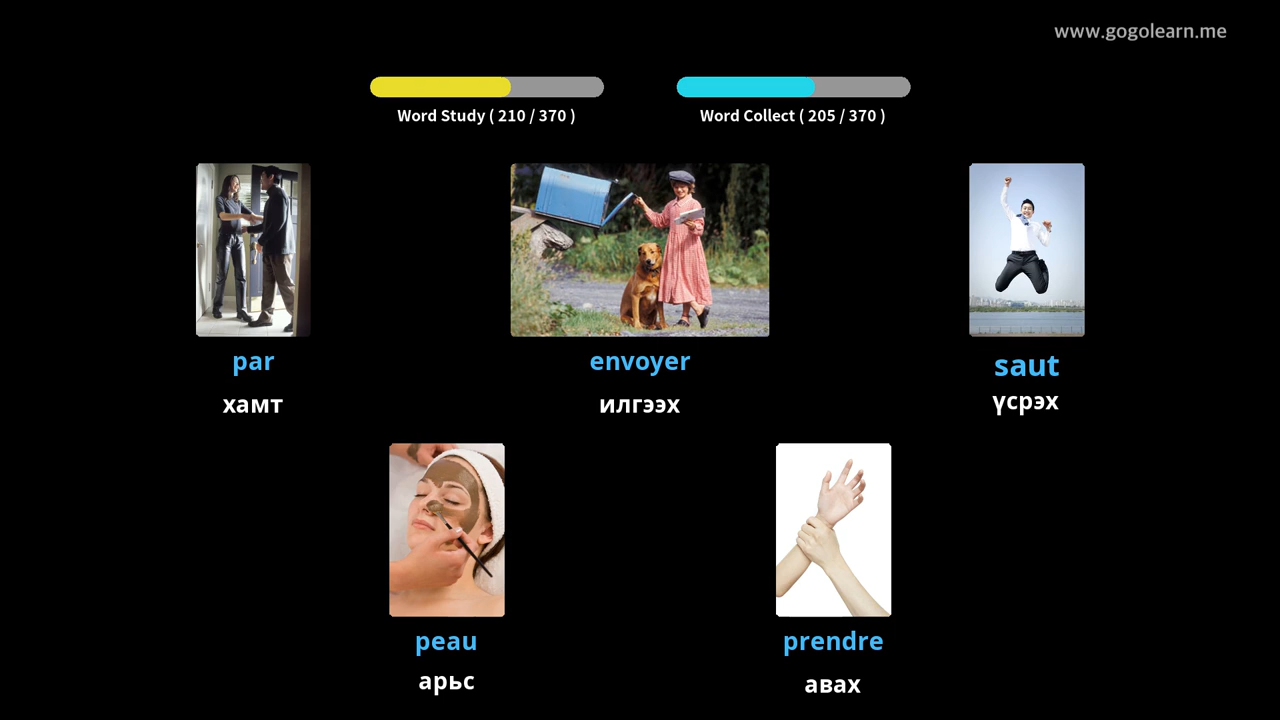 www.gogolearn.me
Word Study ( 210 / 370 )
Word Collect ( 205 / 370 )
par
хамт
envoyer
илгээх
saut
үсрэх
peau
арьс
prendre
авах